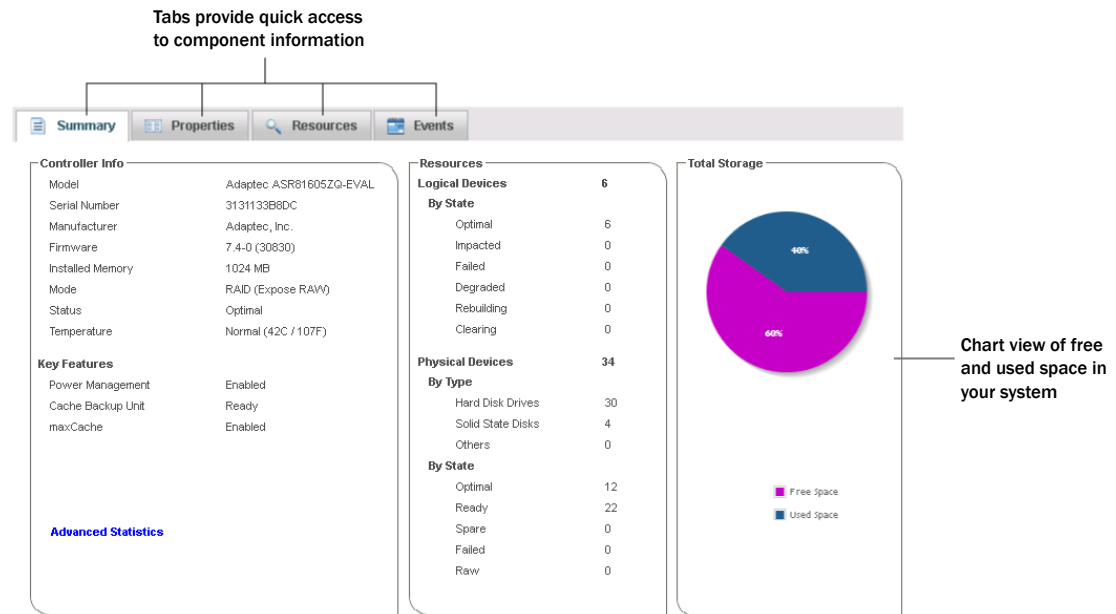 Tabs provide quick access
to component information
Summary
Properties
Resources
Events
Controller Info
Model Adaptec ASR81605ZQ-EVAL
Serial Number 3131133B8DC
Manufacturer Adaptec, Inc.
Firmware 7.4-0 (30830)
Installed Memory 1024 MB
Mode RAID (Expose RAW)
Status Optimal
Temperature Normal (42C / 107F)
Key Features
Power Management Enabled
Cache Backup Unit Ready
maxCache Enabled
Advanced Statistics
Resources
Logical Devices 6
By State
Optimal 6
Impacted 0
Failed 0
Degraded 0
Rebuilding 0
Clearing 0
Physical Devices 34
By Type
Hard Disk Drives 30
Solid State Disks 4
Others 0
By State
Optimal 12
Ready 22
Spare 0
Failed 0
Raw 0
Total Storage
40%
60%
Free Space
Used Space
Chart view of free
and used space in
your system